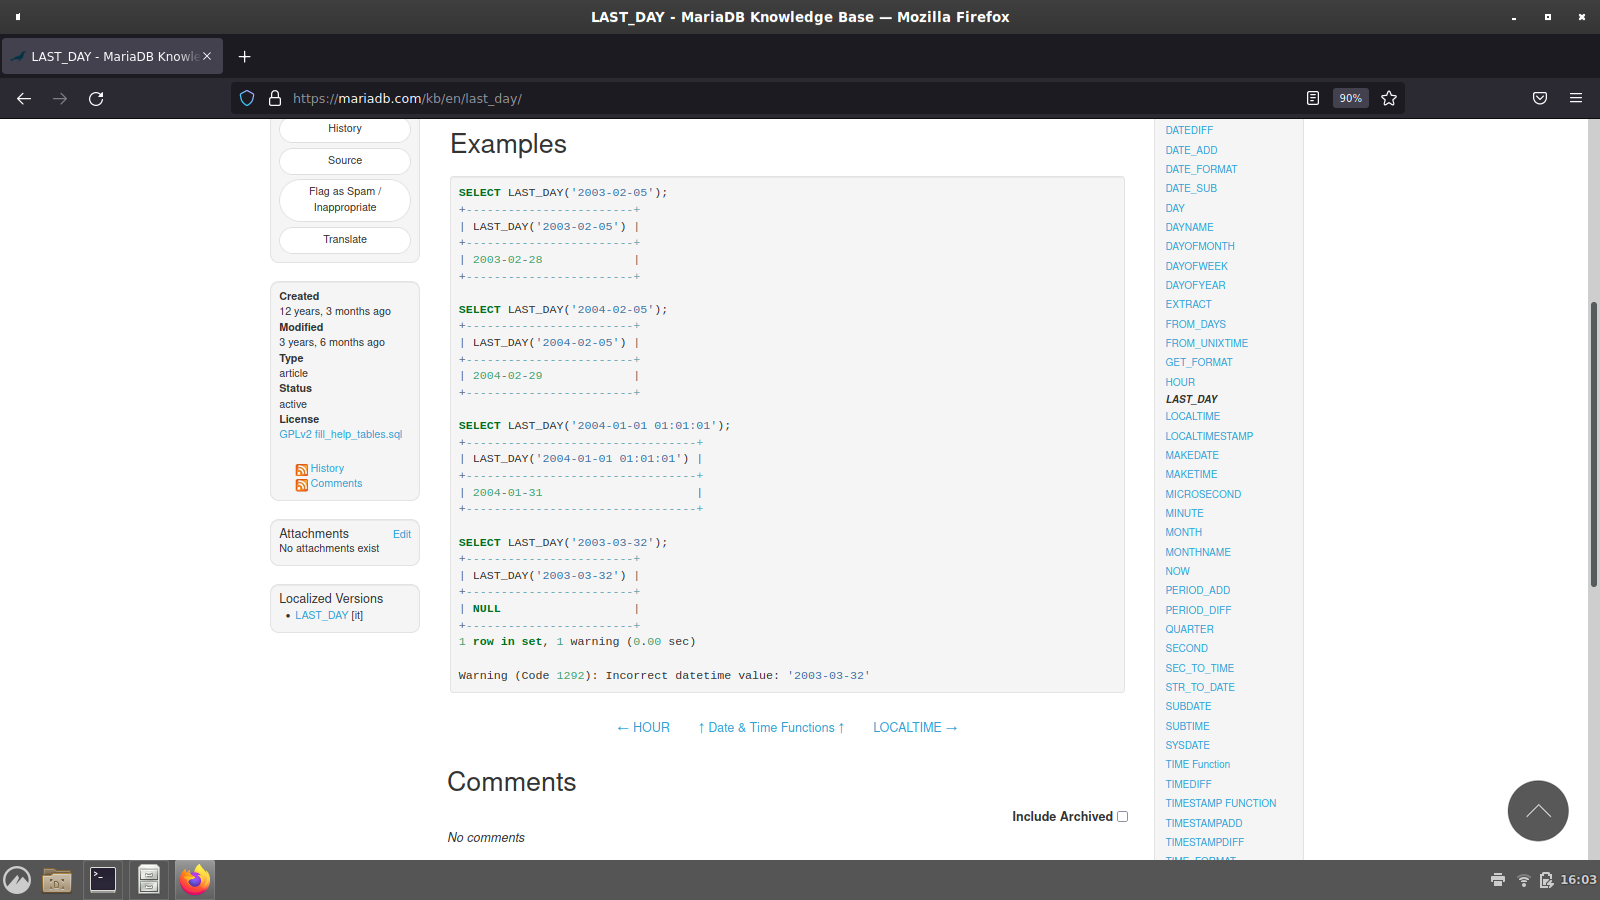 LAST_DAY - MariaDB Knowledge Base — Mozilla Firefox
LAST_DAY - MariaDB Knowle
https://mariadb.com/kb/en/last_day/
90%
History
Source
Flag as Spam /
Inappropriate
Translate
Created
12 years, 3 months ago
Modified
3 years, 6 months ago
Type
article
Status
active
License
GPLv2 fill_help_tables.sql
History
Comments
Attachments Edit
No attachments exist
Localized Versions
• LAST_DAY [it]
Examples
SELECT LAST_DAY('2003-02-05');
+------------------------+
| LAST_DAY('2003-02-05') |
+------------------------+
| 2003-02-28             |
+------------------------+
SELECT LAST_DAY('2004-02-05');
+------------------------+
| LAST_DAY('2004-02-05') |
+------------------------+
| 2004-02-29             |
+------------------------+
SELECT LAST_DAY('2004-01-01 01:01:01');
+---------------------------------+
| LAST_DAY('2004-01-01 01:01:01') |
+---------------------------------+
| 2004-01-31                      |
+---------------------------------+
SELECT LAST_DAY('2003-03-32');
+------------------------+
| LAST_DAY('2003-03-32') |
+------------------------+
| NULL                   |
+------------------------+
1 row in set, 1 warning (0.00 sec)
Warning (Code 1292): Incorrect datetime value: '2003-03-32'
← HOUR ↑ Date & Time Functions ↑ LOCALTIME →
Comments
Include Archived
No comments
DATEDIFF
DATE_ADD
DATE_FORMAT
DATE_SUB
DAY
DAYNAME
DAYOFMONTH
DAYOFWEEK
DAYOFYEAR
EXTRACT
FROM_DAYS
FROM_UNIXTIME
GET_FORMAT
HOUR
LAST_DAY
LOCALTIME
LOCALTIMESTAMP
MAKEDATE
MAKETIME
MICROSECOND
MINUTE
MONTH
MONTHNAME
NOW
PERIOD_ADD
PERIOD_DIFF
QUARTER
SECOND
SEC_TO_TIME
STR_TO_DATE
SUBDATE
SUBTIME
SYSDATE
TIME Function
TIMEDIFF
TIMESTAMP FUNCTION
TIMESTAMPADD
TIMESTAMPDIFF
TIME_FORMAT
16:03